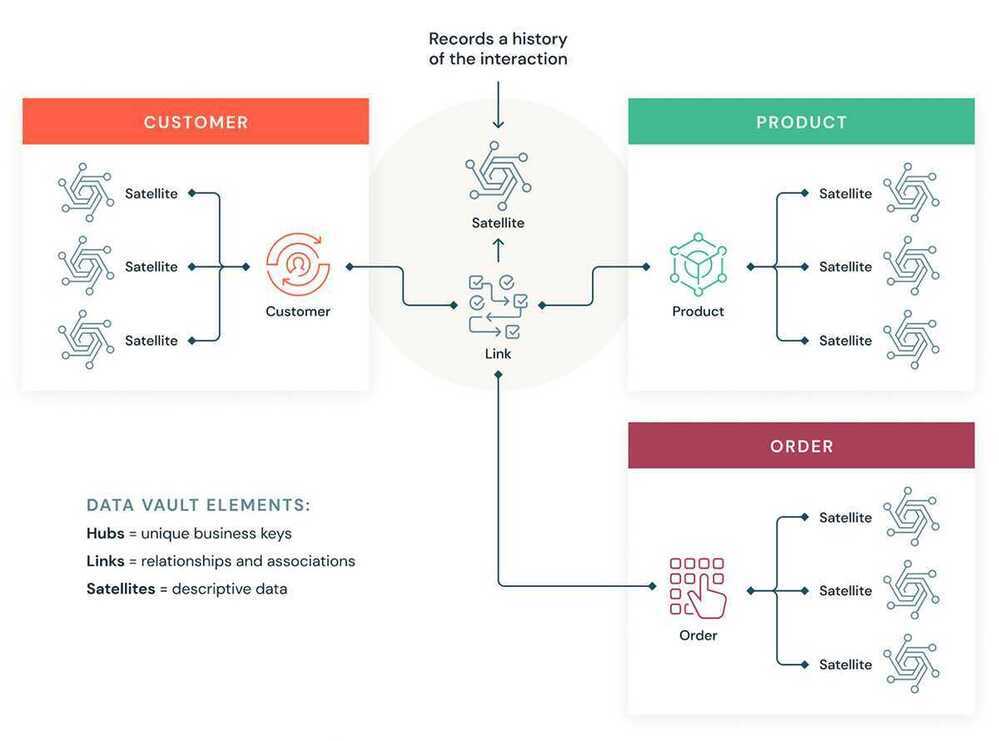 Records a history
of the interaction
CUSTOMER
Satellite
Satellite
Satellite
Customer
Satellite
Link
PRODUCT
Product
Satellite
Satellite
Satellite
ORDER
Order
Satellite
Satellite
Satellite
DATA VAULT ELEMENTS:
Hubs = unique business keys
Links = relationships and associations
Satellites = descriptive data